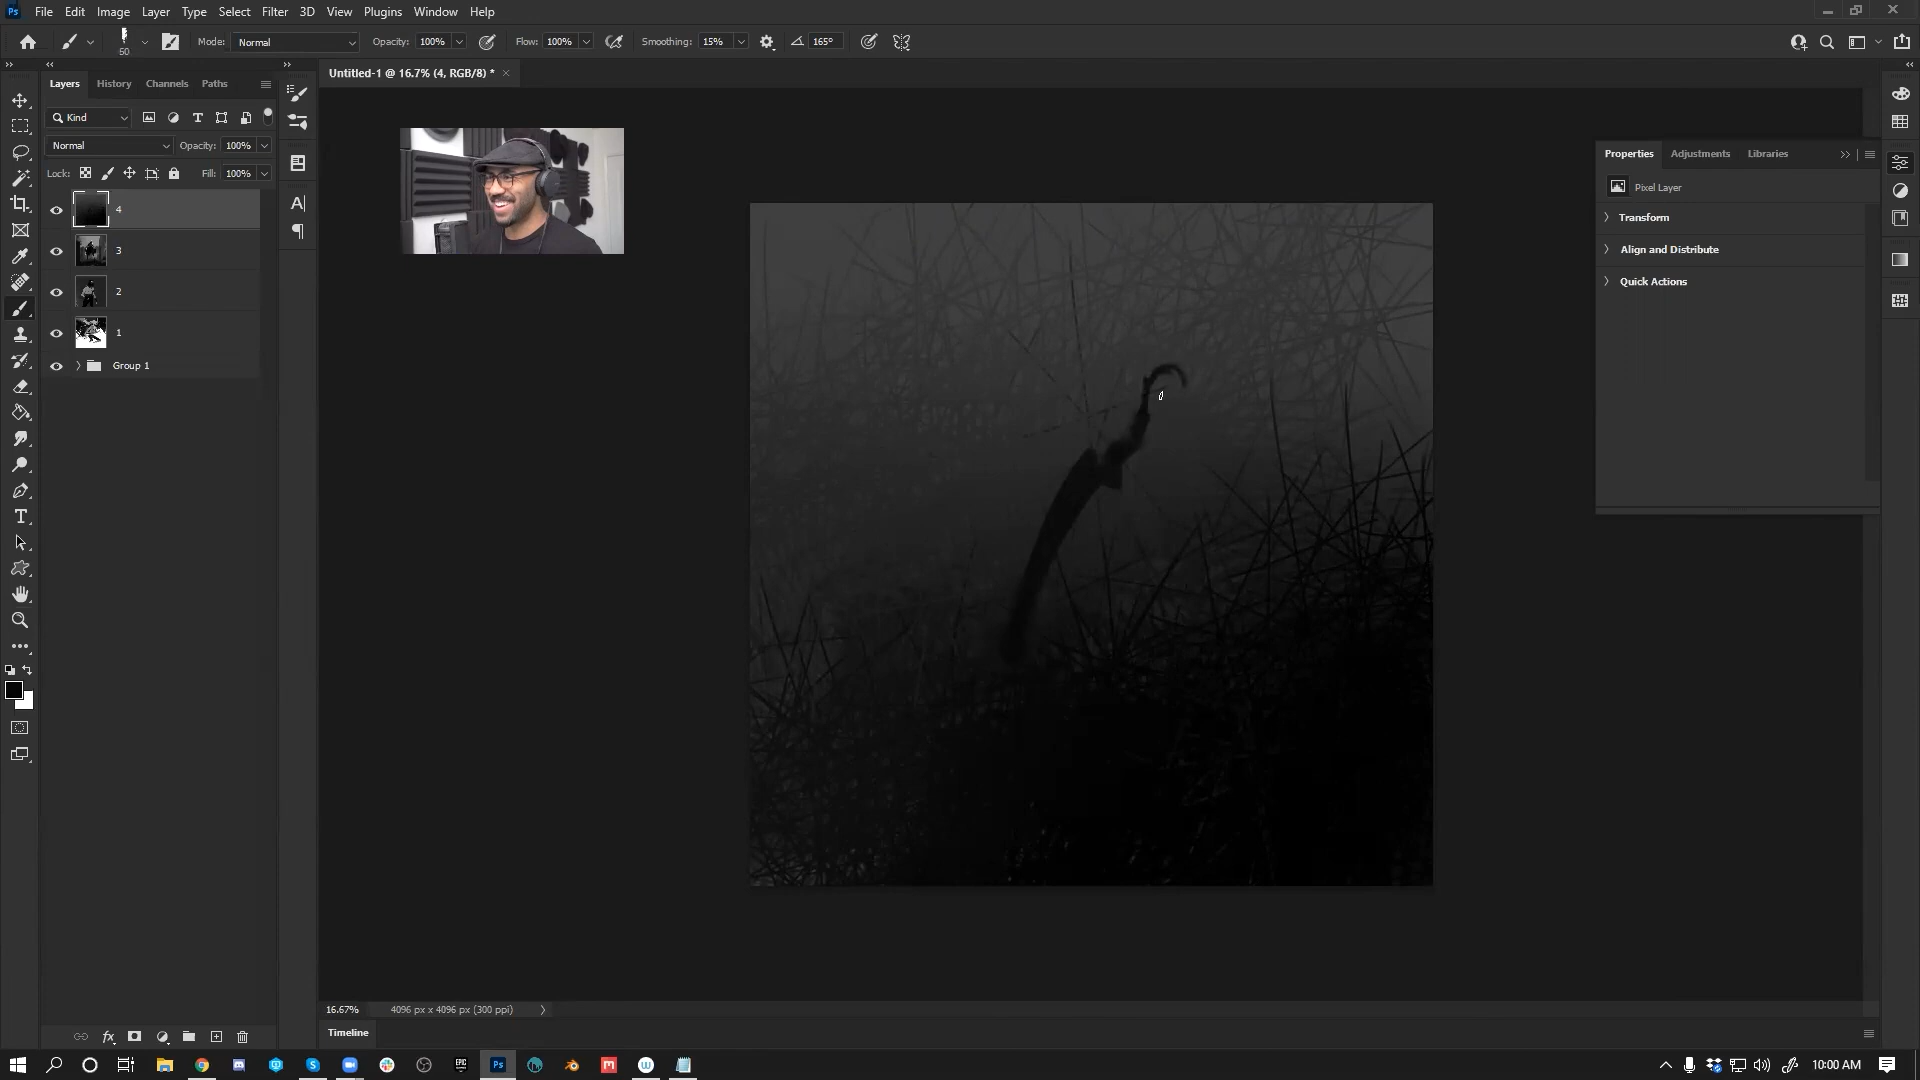 Ps File Edit Image Layer Type Select Filter 3D View Plugins Window Help
60 Mode: Normal Opacity: 100% Flow: 100% Smoothing: 15% 165°
Layers History Channels Paths
Untitled-1 @ 16.7% (4, RGB/8) *
Kind
Normal Opacity: 100%
Lock: Fill: 100%
4
3
2
1
Group 1
Properties Adjustments Libraries
Pixel Layer
Transform
Align and Distribute
Quick Actions
16.67% 4096 px x 4096 px (300 ppi)
Timeline
10:00 AM